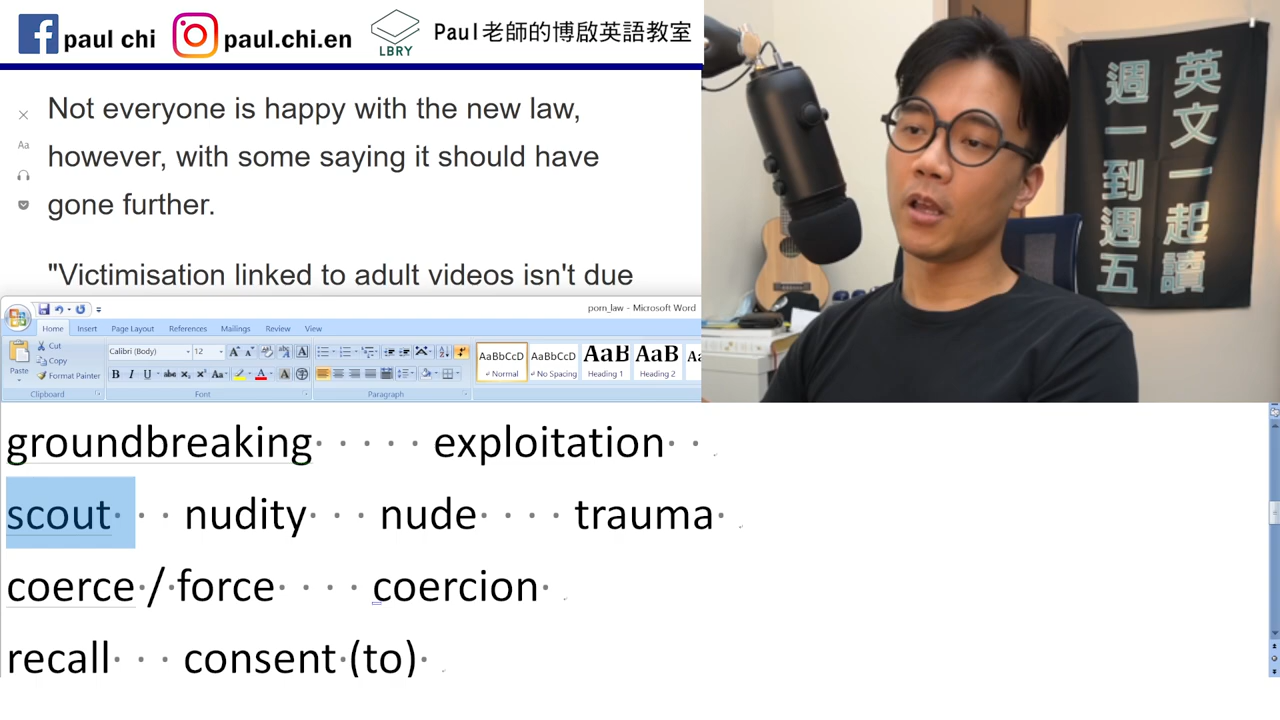 paul chi
paul.chi.en
LBRY
Paul老師的博啟英語教室
Not everyone is happy with the new law,
however, with some saying it should have
gone further.
"Victimisation linked to adult videos isn't due
英文一起讀
週一到週五
porn_law - Microsoft Word
Home Insert Page Layout References Mailings Review View
Paste
Cut
Copy
Format Painter
Calibri (Body) 12
AaBbCcD AaBbCcD AaB AaB
Normal No Spacing Heading 1 Heading 2
Clipboard Font Paragraph
groundbreaking exploitation
scout nudity nude trauma
coerce / force coercion
recall consent (to)